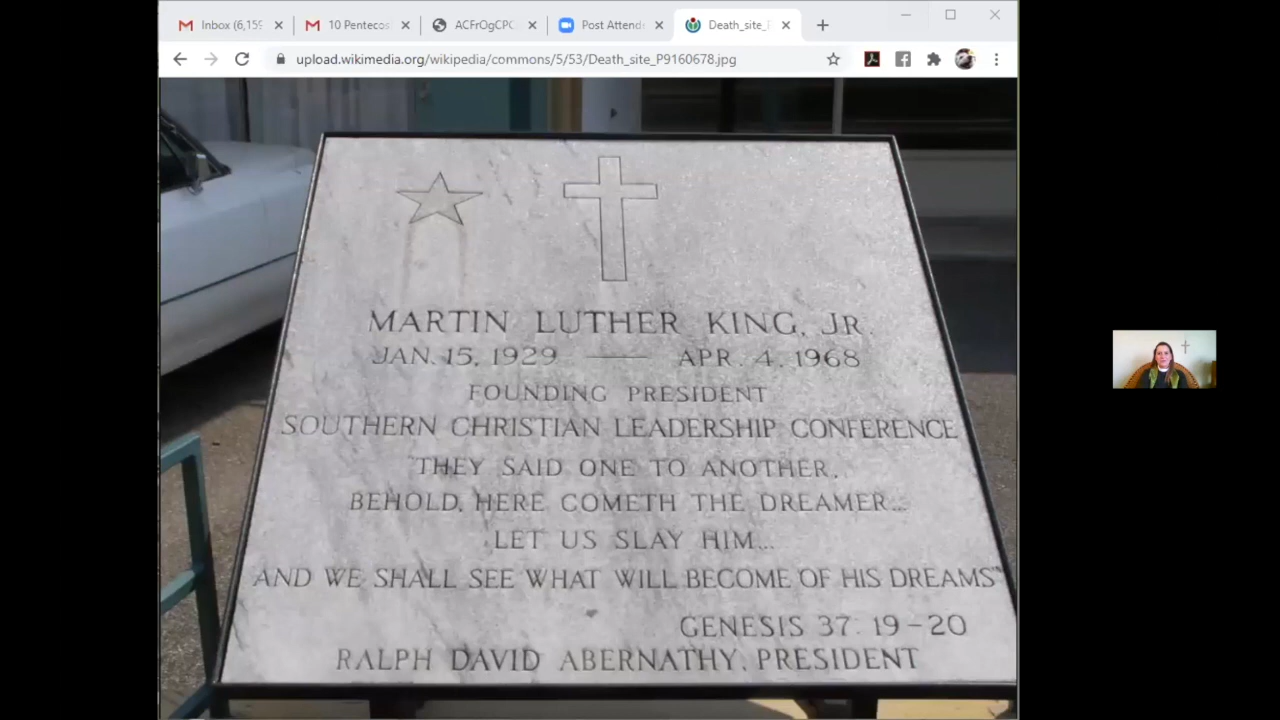 Inbox (6,159
10 Pentecos
ACFrOgCPC
Post Attend
Death_site_P
upload.wikimedia.org/wikipedia/commons/5/53/Death_site_P9160678.jpg
MARTIN LUTHER KING, JR.
JAN. 15, 1929 — APR. 4, 1968
FOUNDING PRESIDENT
SOUTHERN CHRISTIAN LEADERSHIP CONFERENCE
"THEY SAID ONE TO ANOTHER,
BEHOLD, HERE COMETH THE DREAMER...
LET US SLAY HIM...
AND WE SHALL SEE WHAT WILL BECOME OF HIS DREAMS"
GENESIS 37: 19-20
RALPH DAVID ABERNATHY, PRESIDENT